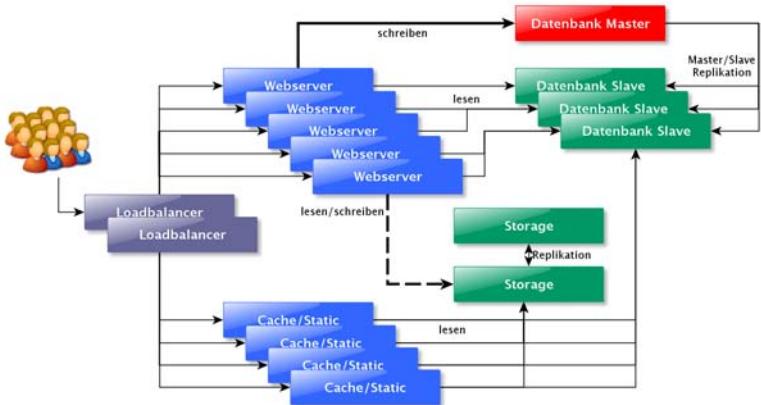 schreiben
Datenbank Master
Master/Slave
Replikation
Webserver
Webserver
Webserver
Webserver
Webserver
lesen
Datenbank Slave
Datenbank Slave
Datenbank Slave
Loadbalancer
Loadbalancer
lesen/schreiben
Storage
Replikation
Storage
Cache/Static
Cache/Static
Cache/Static
Cache/Static
lesen